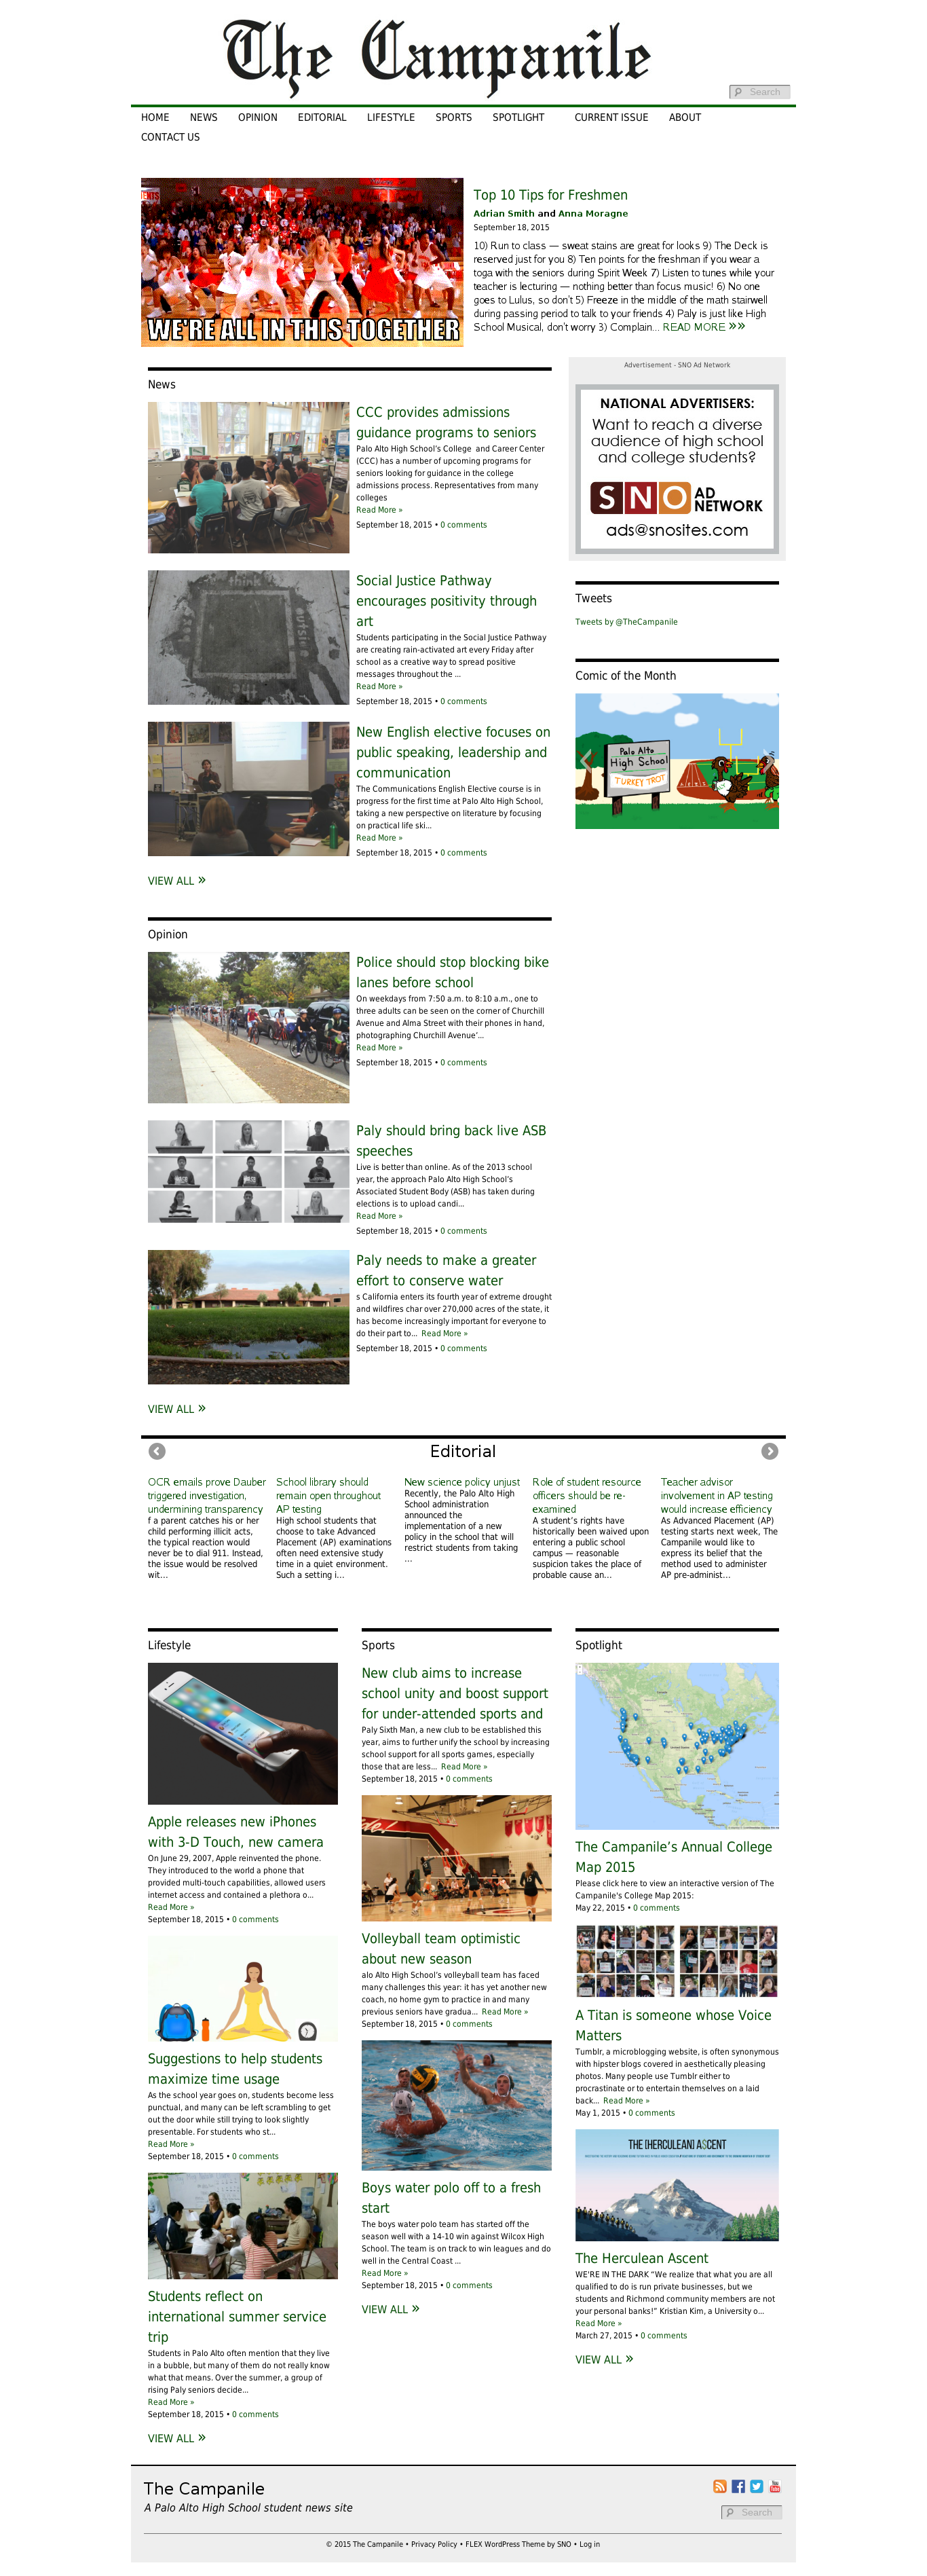 The Campanile
Search
HOME NEWS OPINION EDITORIAL LIFESTYLE SPORTS SPOTLIGHT CURRENT ISSUE ABOUT
CONTACT US
WE'RE ALL IN THIS TOGETHER
Top 10 Tips for Freshmen
Adrian Smith and Anna Moragne
September 18, 2015
10) Run to class — sweat stains are great for looks 9) The Deck is
reserved just for you 8) Ten points for the freshman if you wear a
toga with the seniors during Spirit Week 7) Listen to tunes while your
teacher is lecturing — nothing better than focus music! 6) No one
goes to Lulus, so don't 5) Freeze in the middle of the math stairwell
during passing period to talk to your friends 4) Paly is just like High
School Musical, don't worry 3) Complain... READ MORE »»
News
CCC provides admissions
guidance programs to seniors
Palo Alto High School's College and Career Center
(CCC) has a number of upcoming programs for
seniors looking for guidance in the college
admissions process. Representatives from many
colleges
Read More »
September 18, 2015 • 0 comments
Social Justice Pathway
encourages positivity through
art
Students participating in the Social Justice Pathway
are creating rain-activated art every Friday after
school as a creative way to spread positive
messages throughout the ...
Read More »
September 18, 2015 • 0 comments
New English elective focuses on
public speaking, leadership and
communication
The Communications English Elective course is in
progress for the first time at Palo Alto High School,
taking a new perspective on literature by focusing
on practical life ski...
Read More »
September 18, 2015 • 0 comments
VIEW ALL »
Advertisement - SNO Ad Network
NATIONAL ADVERTISERS:
Want to reach a diverse
audience of high school
and college students?
SNO AD
NETWORK
ads@snosites.com
Tweets
Tweets by @TheCampanile
Comic of the Month
Palo Alto
High School
TURKEY TROT
Opinion
Police should stop blocking bike
lanes before school
On weekdays from 7:50 a.m. to 8:10 a.m., one to
three adults can be seen on the corner of Churchill
Avenue and Alma Street with their phones in hand,
photographing Churchill Avenue'...
Read More »
September 18, 2015 • 0 comments
Paly should bring back live ASB
speeches
Live is better than online. As of the 2013 school
year, the approach Palo Alto High School's
Associated Student Body (ASB) has taken during
elections is to upload candi...
Read More »
September 18, 2015 • 0 comments
Paly needs to make a greater
effort to conserve water
s California enters its fourth year of extreme drought
and wildfires char over 270,000 acres of the state, it
has become increasingly important for everyone to
do their part to... Read More »
September 18, 2015 • 0 comments
VIEW ALL »
Editorial
OCR emails prove Dauber
triggered investigation,
undermining transparency
f a parent catches his or her
child performing illicit acts,
the typical reaction would
never be to dial 911. Instead,
the issue would be resolved
wit...
School library should
remain open throughout
AP testing
High school students that
choose to take Advanced
Placement (AP) examinations
often need extensive study
time in a quiet environment.
Such a setting i...
New science policy unjust
Recently, the Palo Alto High
School administration
announced the
implementation of a new
policy in the school that will
restrict students from taking
...
Role of student resource
officers should be re-
examined
A student's rights have
historically been waived upon
entering a public school
campus — reasonable
suspicion takes the place of
probable cause an...
Teacher advisor
involvement in AP testing
would increase efficiency
As Advanced Placement (AP)
testing starts next week, The
Campanile would like to
express its belief that the
method used to administer
AP pre-administ...
Lifestyle
Apple releases new iPhones
with 3-D Touch, new camera
On June 29, 2007, Apple reinvented the phone.
They introduced to the world a phone that
provided multi-touch capabilities, allowed users
internet access and contained a plethora o...
Read More »
September 18, 2015 • 0 comments
Suggestions to help students
maximize time usage
As the school year goes on, students become less
punctual, and many can be left scrambling to get
out the door while still trying to look slightly
presentable. For students who st...
Read More »
September 18, 2015 • 0 comments
Students reflect on
international summer service
trip
Students in Palo Alto often mention that they live
in a bubble, but many of them do not really know
what that means. Over the summer, a group of
rising Paly seniors decide...
Read More »
September 18, 2015 • 0 comments
VIEW ALL »
Sports
New club aims to increase
school unity and boost support
for under-attended sports and
Paly Sixth Man, a new club to be established this
year, aims to further unify the school by increasing
school support for all sports games, especially
those that are less... Read More »
September 18, 2015 • 0 comments
Volleyball team optimistic
about new season
alo Alto High School's volleyball team has faced
many challenges this year: it has yet another new
coach, no home gym to practice in and many
previous seniors have gradua... Read More »
September 18, 2015 • 0 comments
Boys water polo off to a fresh
start
The boys water polo team has started off the
season well with a 14-10 win against Wilcox High
School. The team is on track to win leagues and do
well in the Central Coast ...
Read More »
September 18, 2015 • 0 comments
VIEW ALL »
Spotlight
The Campanile's Annual College
Map 2015
Please click here to view an interactive version of The
Campanile's College Map 2015:
May 22, 2015 • 0 comments
A Titan is someone whose Voice
Matters
Tumblr, a microblogging website, is often synonymous
with hipster blogs covered in aesthetically pleasing
photos. Many people use Tumblr either to
procrastinate or to entertain themselves on a laid
back... Read More »
May 1, 2015 • 0 comments
THE [HERCULEAN] A$CENT
The Herculean Ascent
WE'RE IN THE DARK "We realize that what you are all
qualified to do is run private businesses, but we
students and Richmond community members are not
your personal banks!" Kristian Kim, a University o...
Read More »
March 27, 2015 • 0 comments
VIEW ALL »
The Campanile
A Palo Alto High School student news site
Search
© 2015 The Campanile • Privacy Policy • FLEX WordPress Theme by SNO • Log in